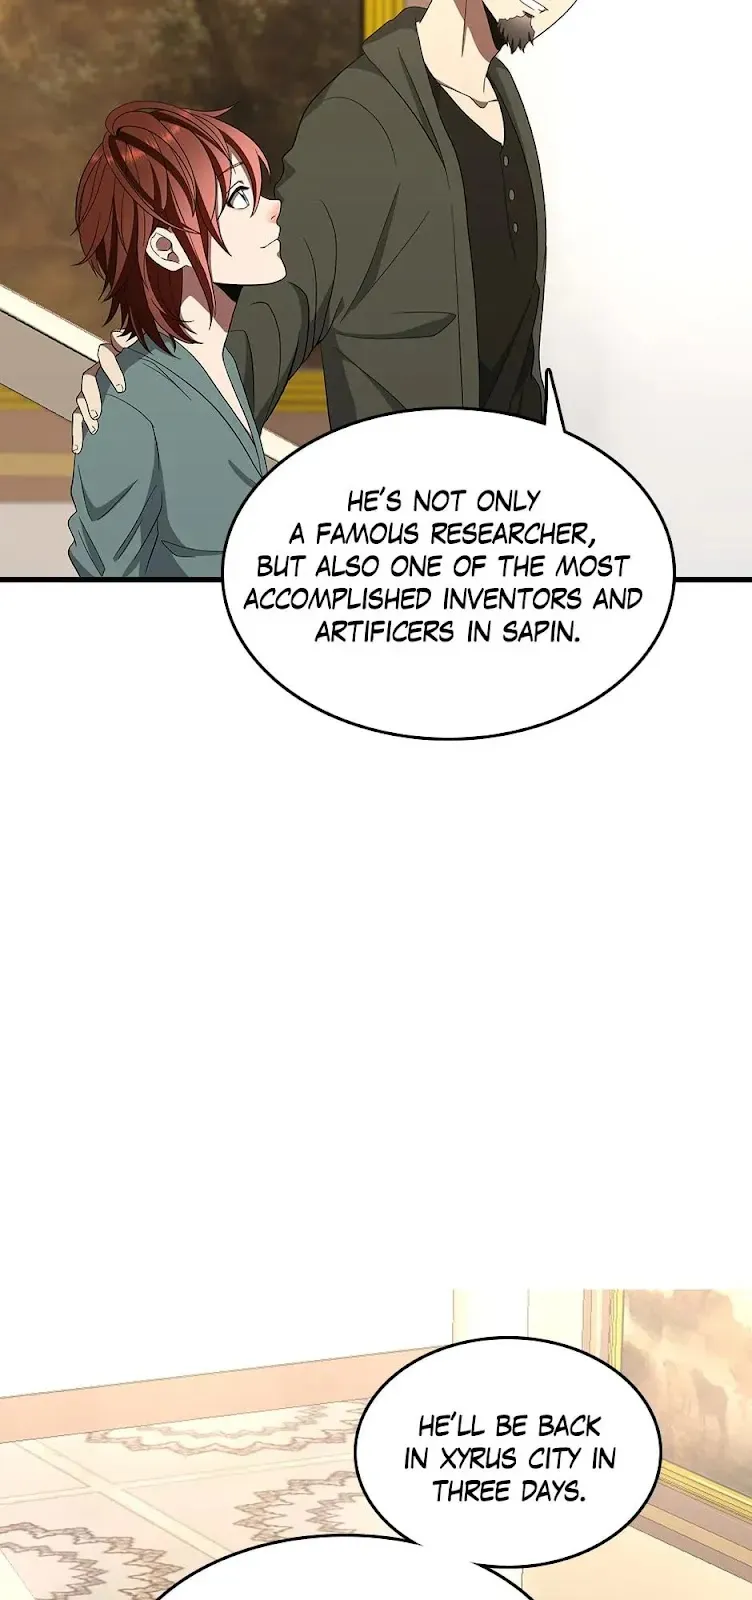 HE'S NOT ONLY
A FAMOUS RESEARCHER,
BUT ALSO ONE OF THE MOST
ACCOMPLISHED INVENTORS AND
ARTIFICERS IN SAPIN.
HE'LL BE BACK
IN XYRUS CITY IN
THREE DAYS.